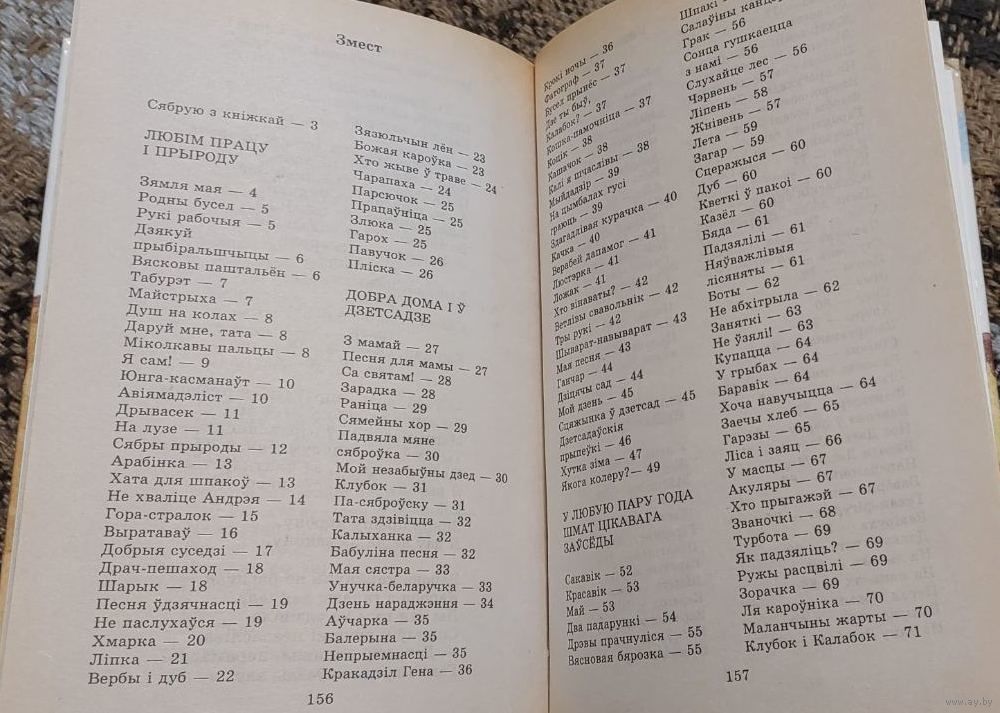 Змест
Сябрую з кніжкай — 3
ЛЮБІМ ПРАЦУ
І ПРЫРОДУ
Зямля мая — 4
Родны бусел — 5
Рукі рабочыя — 5
Дзякуй
прыбіральшчыцы — 6
Вясковы паштальён — 6
Табурэт — 7
Майстрыха — 7
Душ на колах — 8
Даруй мне, тата — 8
Міколкавы пальцы — 8
Я сам! — 9
Юнга-касманаўт — 10
Авіямадэліст — 10
Дрывасек — 11
На лузе — 11
Сябры прыроды — 12
Арабінка — 13
Хата для шпакоў — 13
Не хваліце Андрэя — 14
Гора-стралок — 15
Выратаваў — 16
Добрыя суседзі — 17
Драч-пешаход — 18
Шарык — 18
Песня ўдзячнасці — 19
Не паслухаўся — 19
Хмарка — 20
Ліпка — 21
Вербы і дуб — 22
Зязюльчын лён — 23
Божая кароўка — 23
Хто жыве ў траве — 24
Чарапаха — 24
Парсючок — 25
Працаўніца — 25
Злюка — 25
Гарох — 25
Павучок — 26
Пліска — 26
ДОБРА ДОМА І Ў
ДЗЕТСАДЗЕ
З мамай — 27
Песня для мамы — 27
Са святам! — 28
Зарадка — 28
Раніца — 29
Сямейны хор — 29
Падвяла мяне
сяброўка — 30
Мой незабыўны дзед — 30
Клубок — 31
Па-сяброўску — 31
Тата здзівіцца — 32
Калыханка — 32
Бабуліна песня — 32
Мая сястра — 33
Унучка-беларучка — 33
Дзень нараджэння — 34
Аўчарка — 35
Балерына — 35
Непрыемнасці — 35
Кракадзіл Гена — 36
156
Крокі ночы — 36
Фатограф — 37
Бусел прынёс — 37
Дзе ты быў,
Калабок? — 37
Кошка-памочніца — 37
Коцік — 38
Кашачок — 38
Калі я шчаслівы — 38
Мыйдадзір — 39
На цымбалах гусі
граюць — 39
Здагадлівая курачка — 40
Качка — 40
Верабей дапамог — 41
Люстэрка — 41
Ложак — 41
Хто вінаваты? — 42
Ветлівы свавольнік — 42
Тры рукі — 42
Шыварат-навыварат — 43
Мая песня — 43
Ганчар — 44
Дзіцячы сад — 44
Мой дзень — 45
Сцяжынка ў дзетсад — 45
Дзетсадаўскія
прыпеўкі — 46
Хутка зіма — 47
Якога колеру? — 49
У ЛЮБУЮ ПАРУ ГОДА
ШМАТ ЦІКАВАГА
ЗАЎСЁДЫ
Сакавік — 52
Красавік — 53
Май — 53
Два падарункі — 54
Дрэвы прачнуліся — 55
Вясновая бярозка — 55
Шпакі
Салаўіны
Грак — 56
Сонца гушкаецца
з намі — 56
Слухайце лес — 56
Чэрвень — 57
Ліпень — 58
Жнівень — 57
Лета — 59
Загар — 59
Сцеражыся — 60
Дуб — 60
Кветкі ў пакоі — 60
Казёл — 60
Бяда — 61
Падзялілі — 61
Няўважлівыя
лісяняты — 61
Боты — 62
Не абхітрыла — 62
Заняткі — 63
Не ўзялі! — 63
Купацца — 64
У грыбах — 64
Баравік — 64
Хоча навучыцца — 64
Заечы хлеб — 65
Гарэзы — 65
Ліса і заяц — 66
У масцы — 67
Акуляры — 67
Хто прыгажэй — 67
Званочкі — 68
Турбота — 69
Як падзяліць? — 69
Ружы расцвілі — 69
Зорачка — 69
Ля кароўніка — 70
Маланчыны жарты — 70
Клубок і Калабок — 71
157
www.ay.by